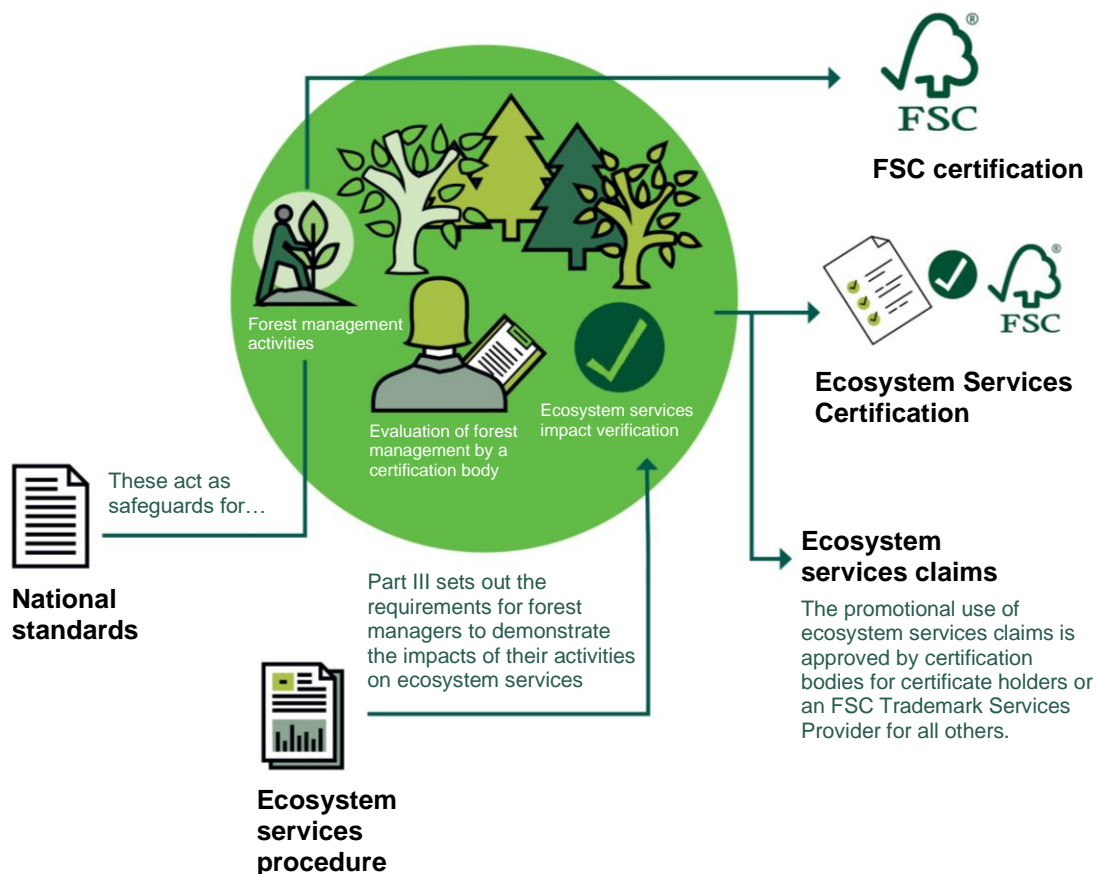 ®
FSC
FSC certification
®
FSC
Ecosystem Services
Certification
Forest management
activities
Evaluation of forest
management by a
certification body
Ecosystem services
impact verification
These act as
safeguards for…
National
standards
Part III sets out the
requirements for forest
managers to demonstrate
the impacts of their activities
on ecosystem services
Ecosystem
services
procedure
Ecosystem
services claims
The promotional use of
ecosystem services claims is
approved by certification
bodies for certificate holders or
an FSC Trademark Services
Provider for all others.